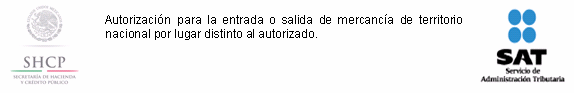 Autorización para la entrada o salida de mercancía de territorio
nacional por lugar distinto al autorizado.
SHCP
SECRETARÍA DE HACIENDA
Y CRÉDITO PÚBLICO
SAT
Servicio de
Administración Tributaria